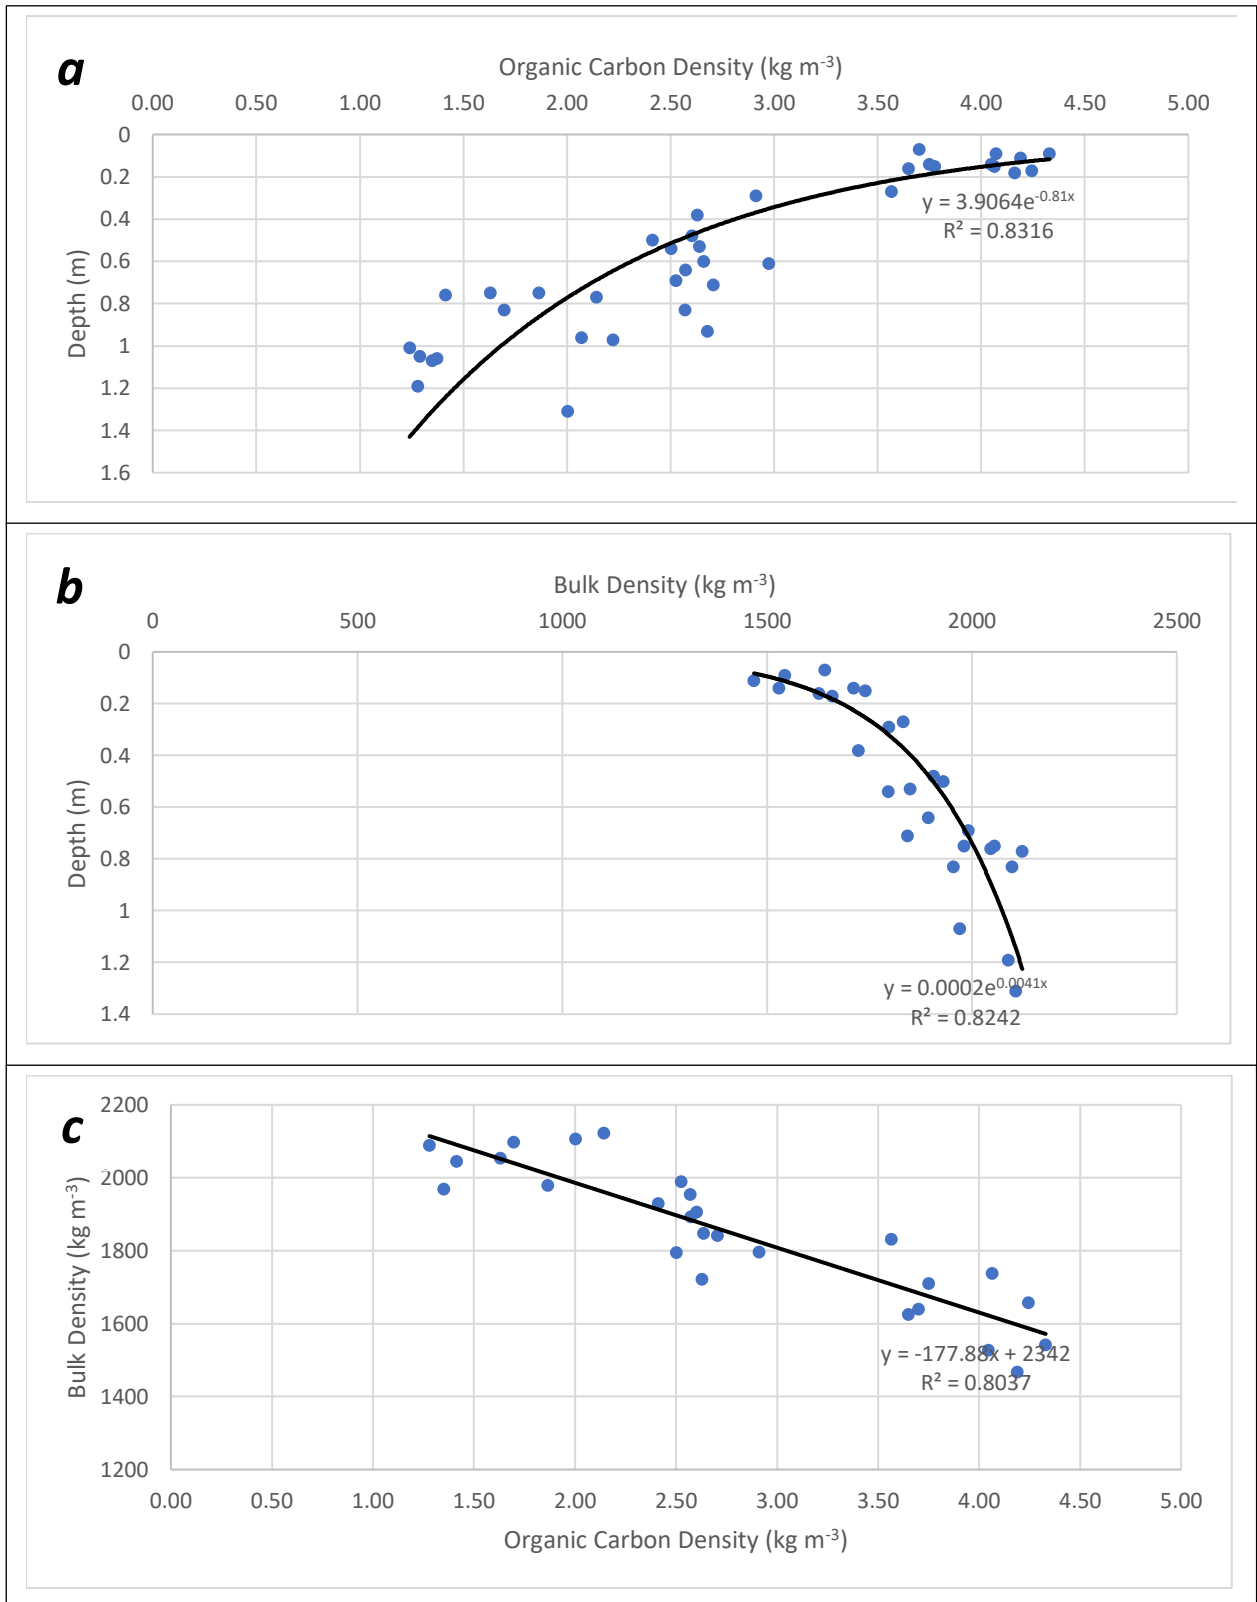 a
Organic Carbon Density (kg m⁻³)
0.00 0.50 1.00 1.50 2.00 2.50 3.00 3.50 4.00 4.50 5.00
0
0.2
0.4
0.6
0.8
1
1.2
1.4
1.6
Depth (m)
y = 3.9064e⁻⁰·⁸¹ˣ
R² = 0.8316
b
Bulk Density (kg m⁻³)
0 500 1000 1500 2000 2500
0
0.2
0.4
0.6
0.8
1
1.2
1.4
Depth (m)
y = 0.0002e⁰·⁰⁰⁴¹ˣ
R² = 0.8242
c
2200
2000
1800
1600
1400
1200
Bulk Density (kg m⁻³)
y = -177.88x + 2342
R² = 0.8037
0.00 0.50 1.00 1.50 2.00 2.50 3.00 3.50 4.00 4.50 5.00
Organic Carbon Density (kg m⁻³)